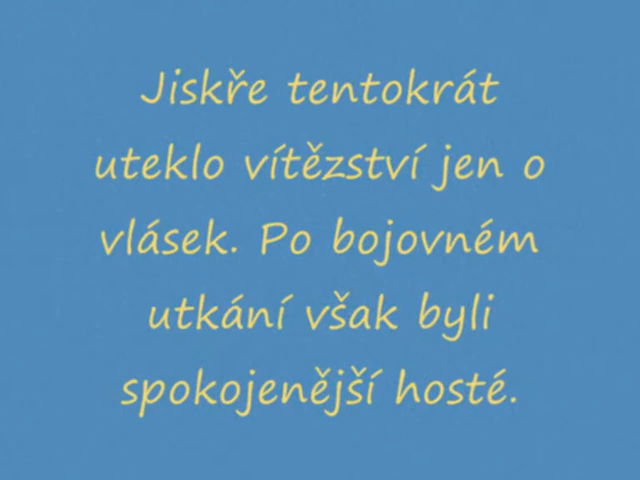 Jiskře tentokrát
uteklo vítězství jen o
vlásek. Po bojovném
utkání však byli
spokojenější hosté.